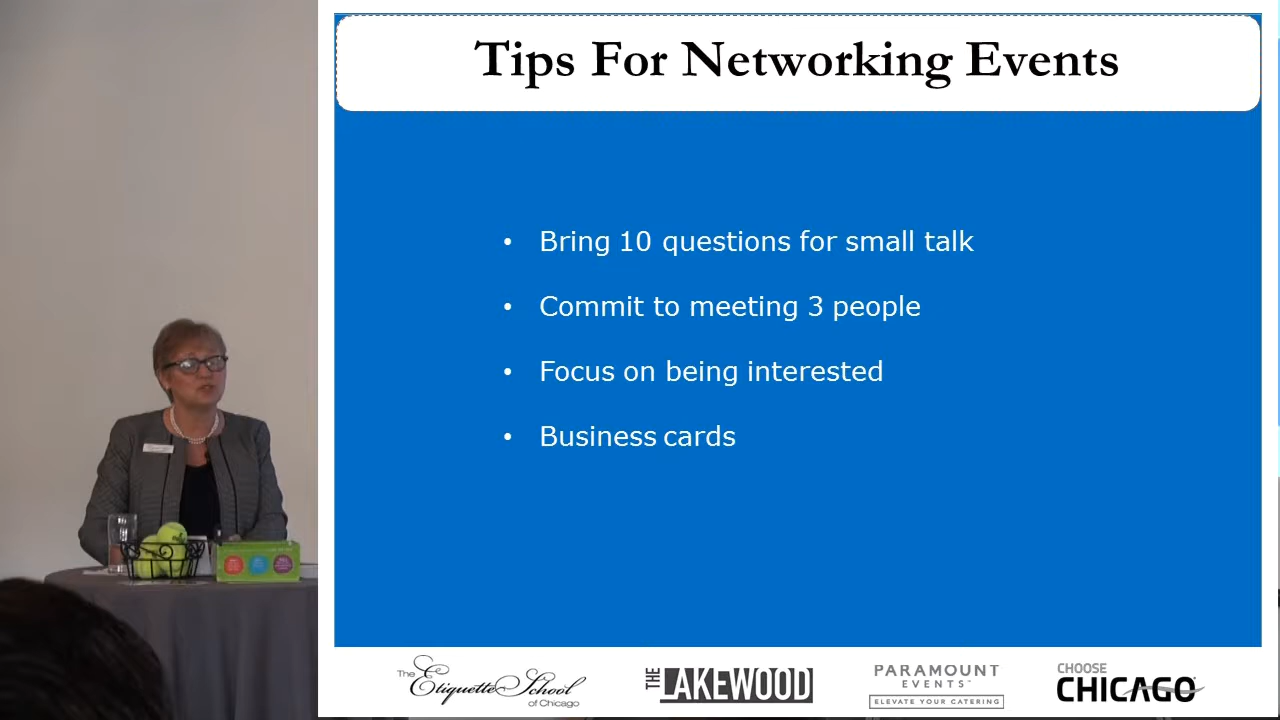 Tips For Networking Events
• Bring 10 questions for small talk
• Commit to meeting 3 people
• Focus on being interested
• Business cards
The Etiquette School
of Chicago
THE LAKEWOOD
PARAMOUNT
EVENTS™
ELEVATE YOUR CATERING
CHOOSE
CHICAGO